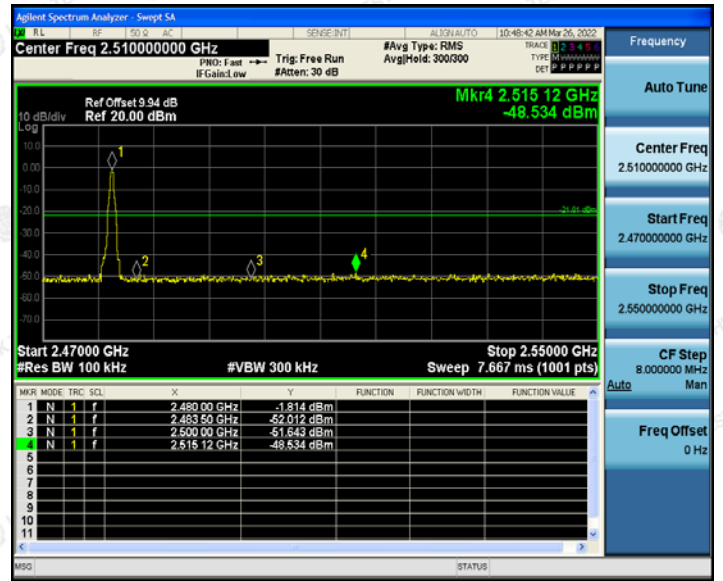 Agilent Spectrum Analyzer - Swept SA
RL RF 50 Ω AC SENSE:INT ALIGN AUTO 10:48:42 AM Mar 26, 2022
Center Freq 2.510000000 GHz #Avg Type: RMS TRACE 1 2 3 4 5 6
PNO: Fast Trig: Free Run Avg|Hold: 300/300 TYPE M W W W W W
IFGain:Low #Atten: 30 dB DET P P P P P P
Mkr4 2.515 12 GHz
-48.534 dBm
Ref Offset 9.94 dB
10 dB/div Ref 20.00 dBm
Log
10.0
0.00
-10.0
-20.0
-30.0
-40.0
-50.0
-60.0
-70.0
1
2
3
4
-21.81 dBm
Start 2.47000 GHz Stop 2.55000 GHz
#Res BW 100 kHz #VBW 300 kHz Sweep 7.667 ms (1001 pts)
MKR MODE TRC SCL X Y FUNCTION FUNCTION WIDTH FUNCTION VALUE
1 N 1 f 2.480 00 GHz -1.814 dBm
2 N 1 f 2.483 50 GHz -52.012 dBm
3 N 1 f 2.500 00 GHz -51.643 dBm
4 N 1 f 2.515 12 GHz -48.534 dBm
5
6
7
8
9
10
11
MSG STATUS
Frequency
Auto Tune
Center Freq
2.510000000 GHz
Start Freq
2.470000000 GHz
Stop Freq
2.550000000 GHz
CF Step
8.000000 MHz
Auto Man
Freq Offset
0 Hz